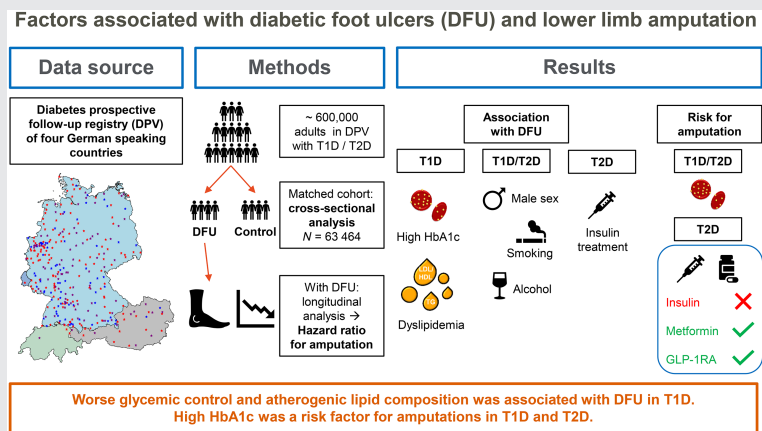 Factors associated with diabetic foot ulcers (DFU) and lower limb amputation
Data source
Methods
Results
Diabetes prospective
follow-up registry (DPV)
of four German speaking
countries
~ 600,000
adults in DPV
with T1D / T2D
DFU
Control
Matched cohort:
cross-sectional
analysis
N = 63 464
With DFU:
longitudinal
analysis →
Hazard ratio
for amputation
Association
with DFU
T1D
T1D/T2D
T2D
High HbA1c
LDL/
HDL
TG
Dyslipidemia
Male sex
Smoking
Alcohol
Insulin
treatment
Risk for
amputation
T1D/T2D
T2D
Insulin
Metformin
GLP-1RA
Worse glycemic control and atherogenic lipid composition was associated with DFU in T1D.
High HbA1c was a risk factor for amputations in T1D and T2D.